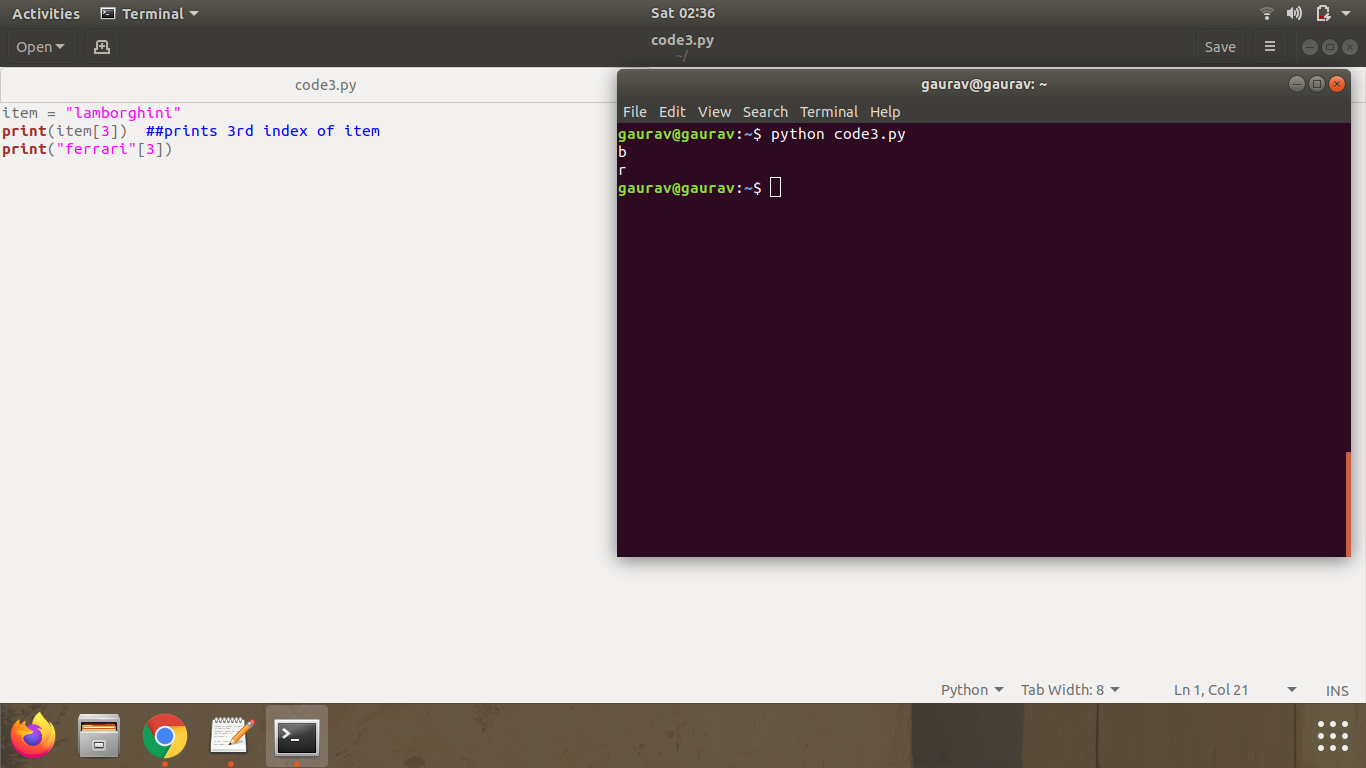 Activities Terminal Sat 02:36
Open code3.py Save
~/
code3.py
item = "lamborghini"
print(item[3])  ##prints 3rd index of item
print("ferrari"[3])
gaurav@gaurav: ~
File Edit View Search Terminal Help
gaurav@gaurav:~$ python code3.py
b
r
gaurav@gaurav:~$
Python Tab Width: 8 Ln 1, Col 21 INS